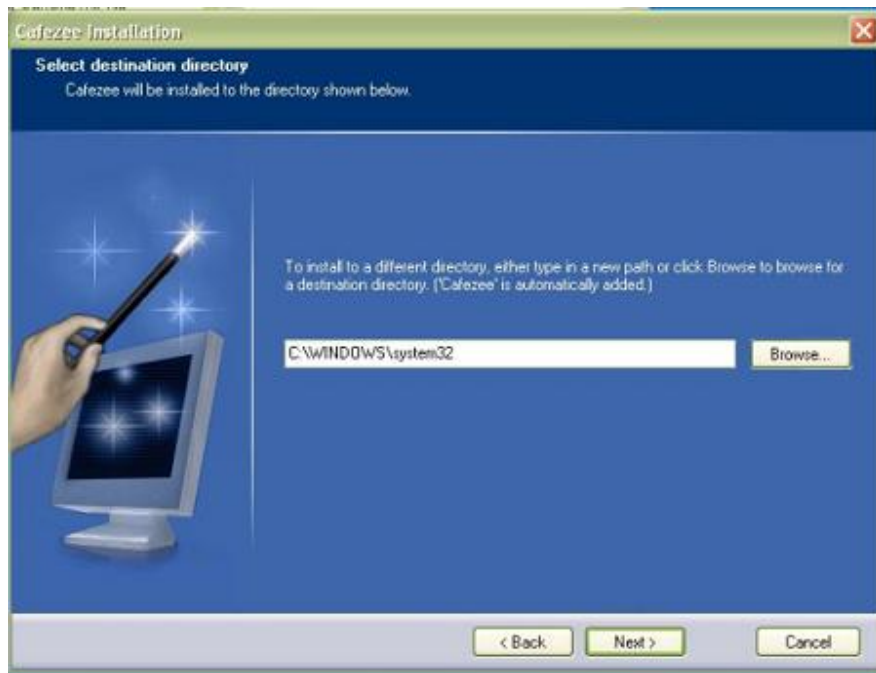 Cafezee Installation
Select destination directory
Cafezee will be installed to the directory shown below.
To install to a different directory, either type in a new path or click Browse to browse for
a destination directory. ('Cafezee' is automatically added.)
C:\WINDOWS\system32
Browse...
< Back
Next >
Cancel